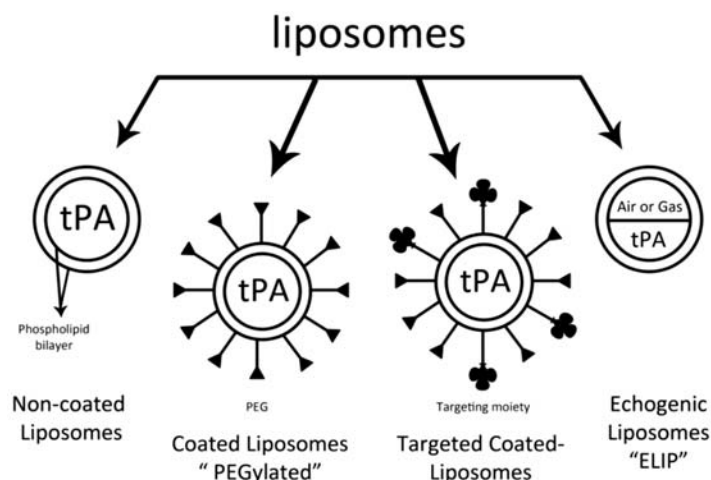 liposomes
tPA
Phospholipid
bilayer
Non-coated
Liposomes
tPA
PEG
Coated Liposomes
“ PEGylated”
tPA
Targeting moiety
Targeted Coated-
Liposomes
Air or Gas
tPA
Echogenic
Liposomes
“ELIP”